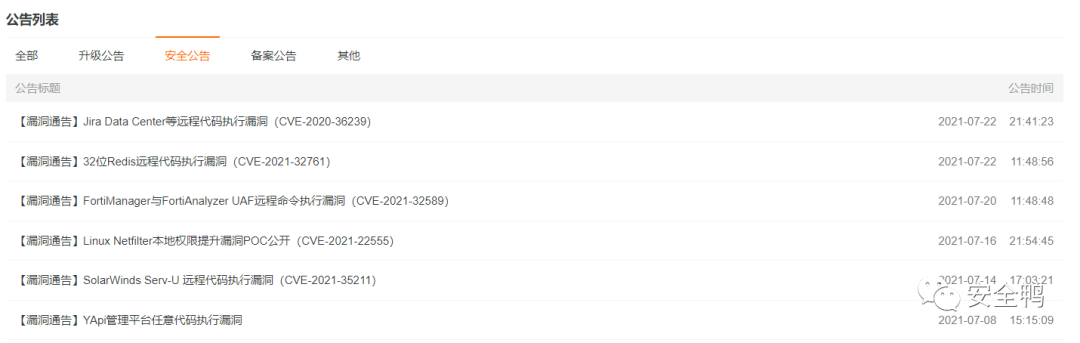 公告列表
全部 升级公告 安全公告 备案公告 其他
公告标题 公告时间
【漏洞通告】Jira Data Center等远程代码执行漏洞（CVE-2020-36239） 2021-07-22 21:41:23
【漏洞通告】32位Redis远程代码执行漏洞（CVE-2021-32761） 2021-07-22 11:48:56
【漏洞通告】FortiManager与FortiAnalyzer UAF远程命令执行漏洞（CVE-2021-32589） 2021-07-20 11:48:48
【漏洞通告】Linux Netfilter本地权限提升漏洞POC公开（CVE-2021-22555） 2021-07-16 21:54:45
【漏洞通告】SolarWinds Serv-U 远程代码执行漏洞（CVE-2021-35211） 2021-07-14 17:03:21
安全鸭
【漏洞通告】YApi管理平台任意代码执行漏洞 2021-07-08 15:15:09